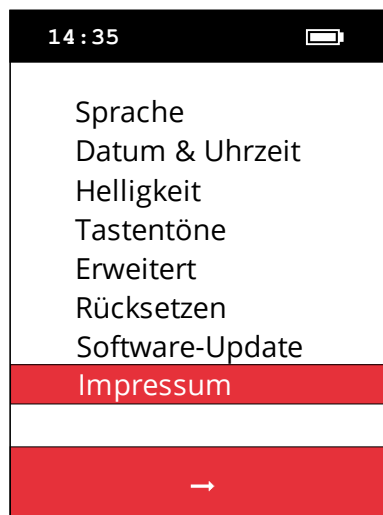 14:35
Sprache
Datum & Uhrzeit
Helligkeit
Tastentöne
Erweitert
Rücksetzen
Software-Update
Impressum
→